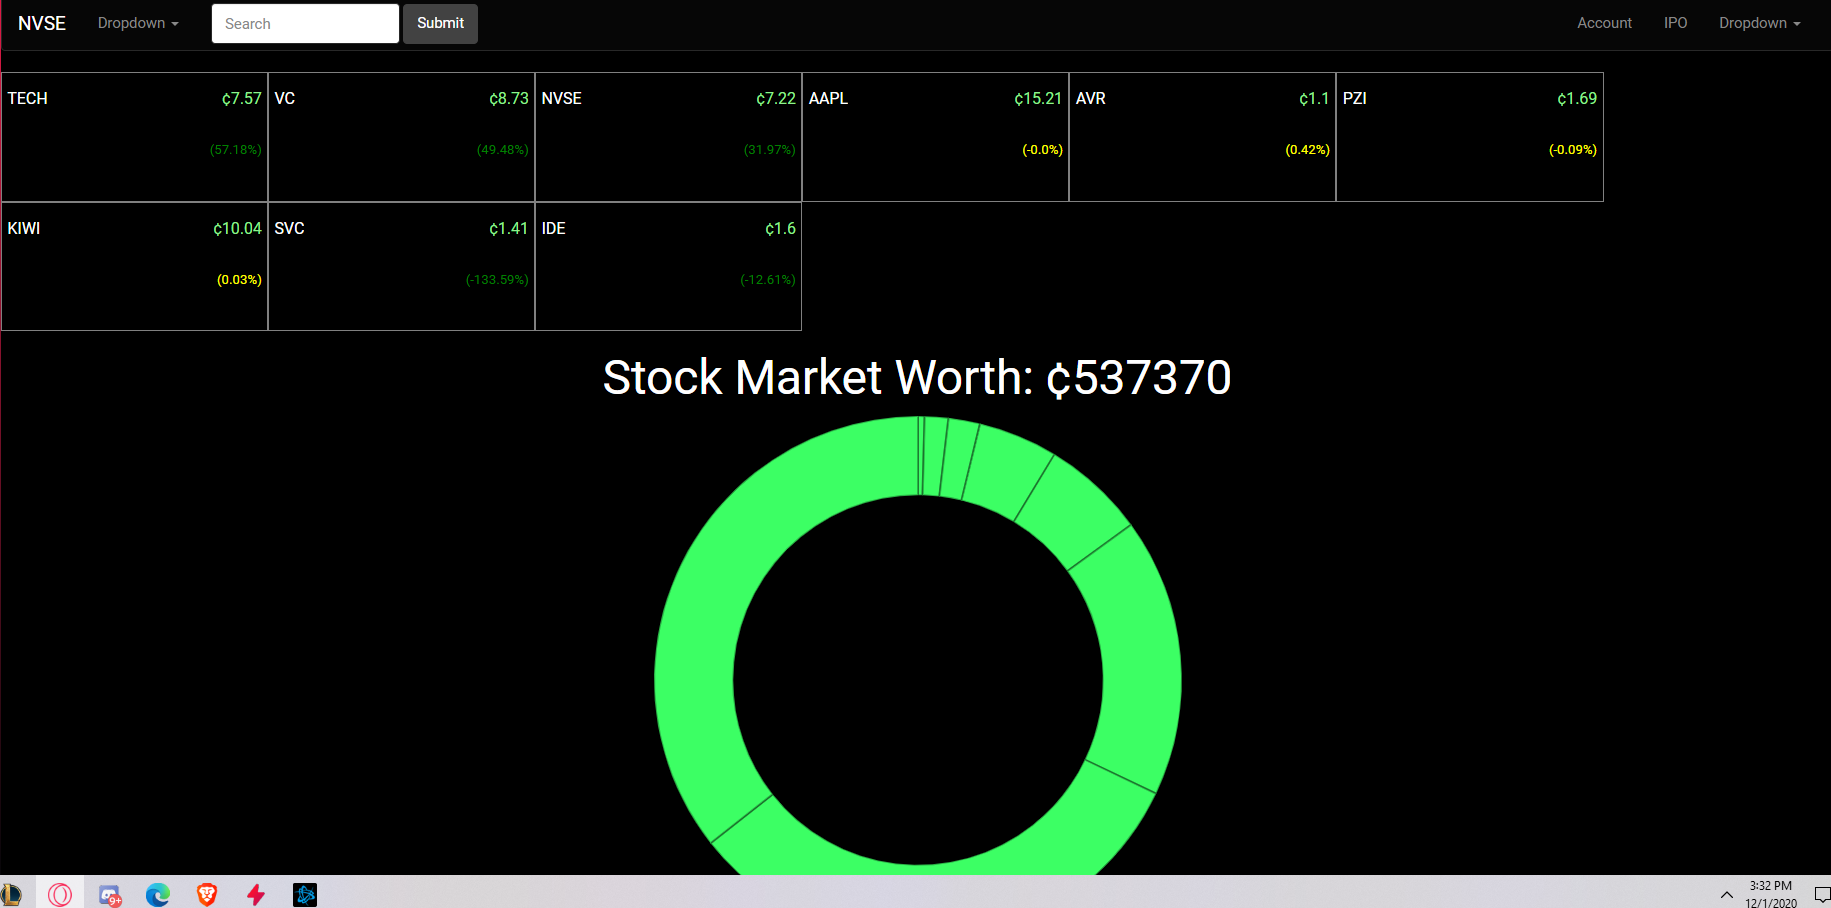 NVSE Dropdown Search Submit Account IPO Dropdown
TECH ¢7.57 VC ¢8.73 NVSE ¢7.22 AAPL ¢15.21 AVR ¢1.1 PZI ¢1.69
(57.18%) (49.48%) (31.97%) (-0.0%) (0.42%) (-0.09%)
KIWI ¢10.04 SVC ¢1.41 IDE ¢1.6
(0.03%) (-133.59%) (-12.61%)
Stock Market Worth: ¢537370
9+
3:32 PM
12/1/2020